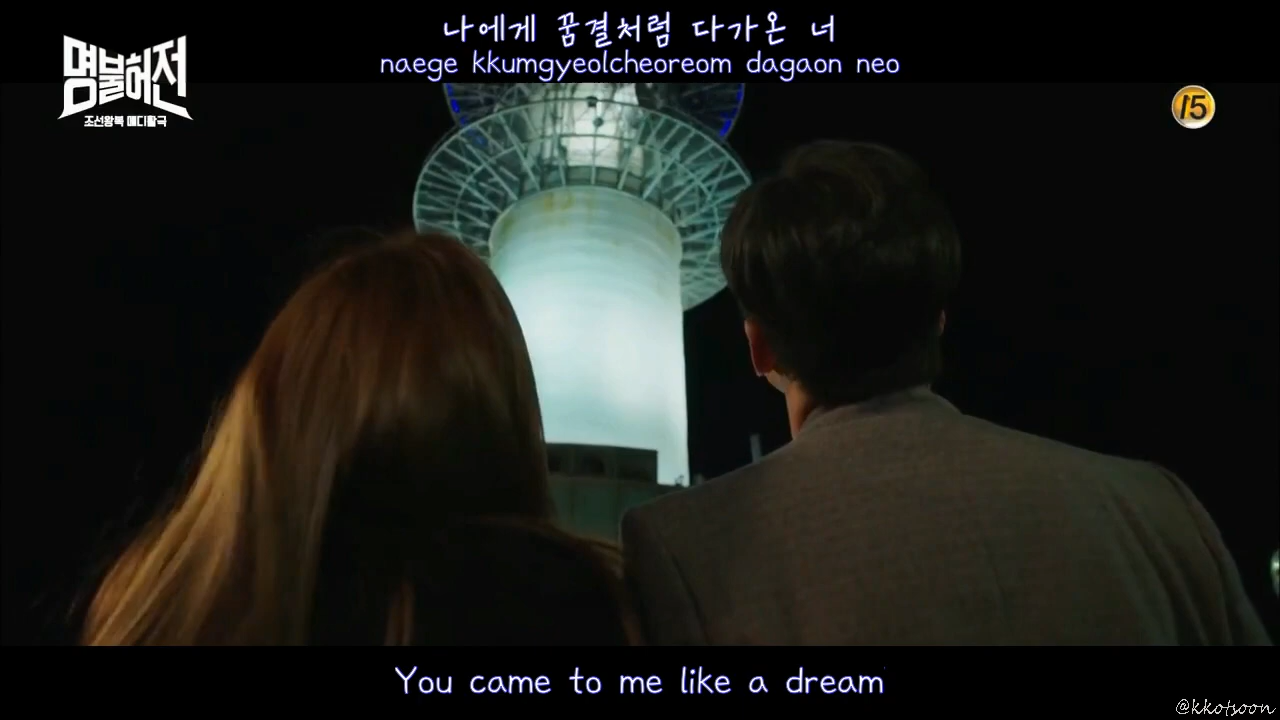 나에게 꿈결처럼 다가온 너
naege kkumgyeolcheoreom dagaon neo
명불허전
조선왕복 메디활극
15
You came to me like a dream
@kkotsoon